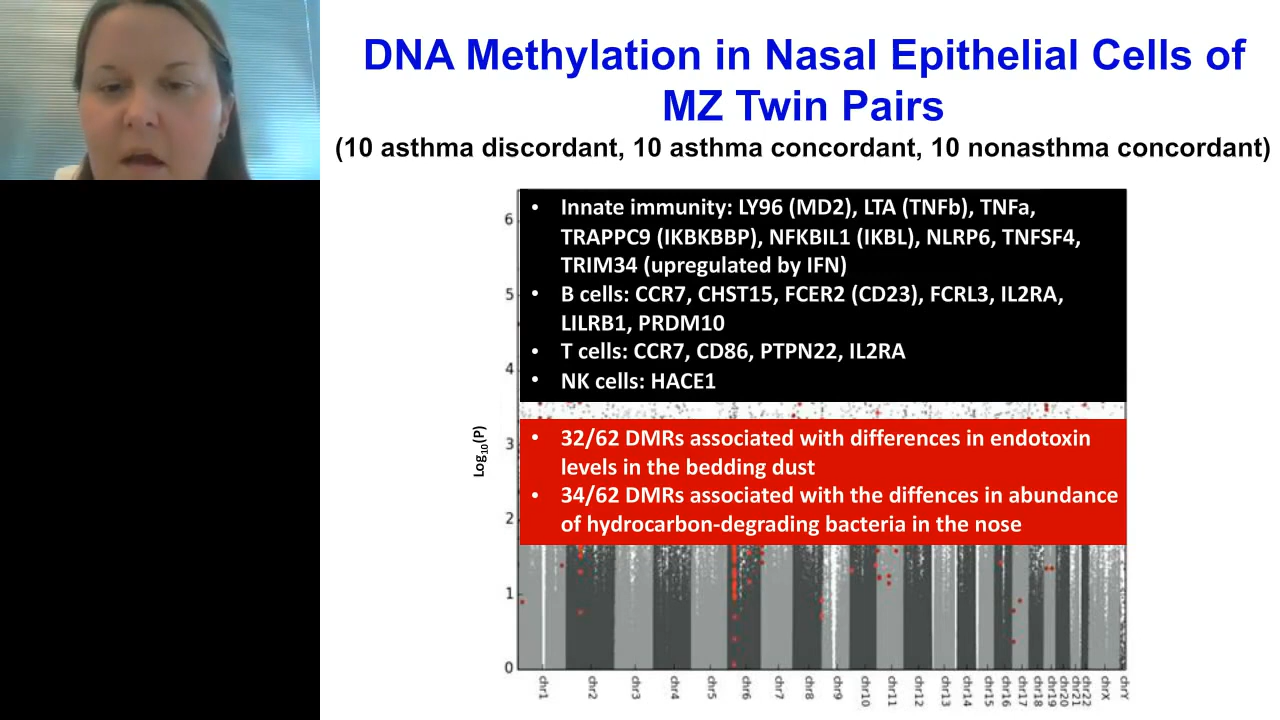 DNA Methylation in Nasal Epithelial Cells of
MZ Twin Pairs
(10 asthma discordant, 10 asthma concordant, 10 nonasthma concordant)
• Innate immunity: LY96 (MD2), LTA (TNFb), TNFa,
TRAPPC9 (IKBKBBP), NFKBIL1 (IKBL), NLRP6, TNFSF4,
TRIM34 (upregulated by IFN)
• B cells: CCR7, CHST15, FCER2 (CD23), FCRL3, IL2RA,
LILRB1, PRDM10
• T cells: CCR7, CD86, PTPN22, IL2RA
• NK cells: HACE1
• 32/62 DMRs associated with differences in endotoxin
levels in the bedding dust
• 34/62 DMRs associated with the diffences in abundance
of hydrocarbon-degrading bacteria in the nose
Log10(P)
6
5
4
3
2
1
0
chr1
chr2
chr3
chr4
chr5
chr6
chr7
chr8
chr9
chr10
chr11
chr12
chr13
chr14
chr15
chr16
chr17
chr18
chr19
chr20
chr21
chr22
chrX
chrY